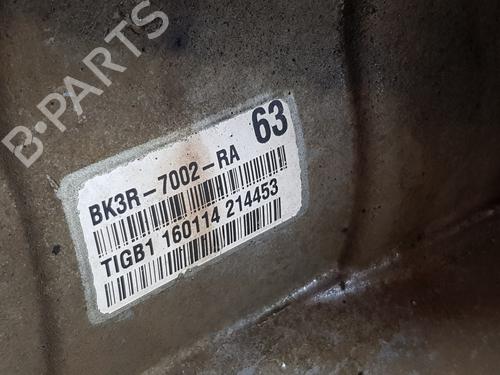 B-PARTS
63
BK3R-7002-RA
TIGB1 160114 214453